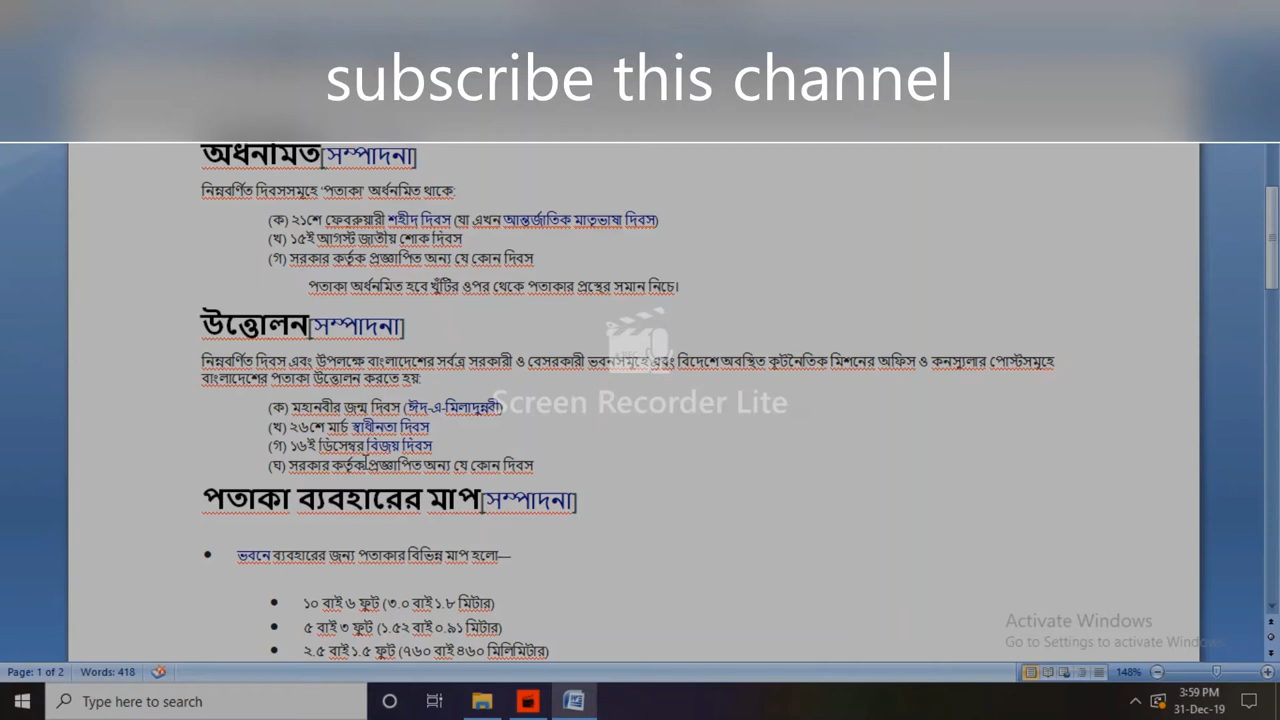 subscribe this channel
অর্ধনমিত[সম্পাদনা]
নিম্নবর্ণিত দিবসসমূহে 'পতাকা' অর্ধনমিত থাকে:
(ক) ২১শে ফেব্রুয়ারী শহীদ দিবস (যা এখন আন্তর্জাতিক মাতৃভাষা দিবস)
(খ) ১৫ই আগস্ট জাতীয় শোক দিবস
(গ) সরকার কর্তৃক প্রজ্ঞাপিত অন্য যে কোন দিবস
পতাকা অর্ধনমিত হবে খুঁটির ওপর থেকে পতাকার প্রস্থের সমান নিচে।
উত্তোলন[সম্পাদনা]
নিম্নবর্ণিত দিবস এবং উপলক্ষে বাংলাদেশের সর্বত্র সরকারী ও বেসরকারী ভবনসমূহে এবং বিদেশে অবস্থিত কূটনৈতিক মিশনের অফিস ও কনস্যুলার পোস্টসমূহে
বাংলাদেশের পতাকা উত্তোলন করতে হয়:
(ক) মহানবীর জন্ম দিবস (ঈদ-এ-মিলাদুন্নবী)
Screen Recorder Lite
(খ) ২৬শে মার্চ স্বাধীনতা দিবস
(গ) ১৬ই ডিসেম্বর বিজয় দিবস
(ঘ) সরকার কর্তৃক প্রজ্ঞাপিত অন্য যে কোন দিবস
পতাকা ব্যবহারের মাপ[সম্পাদনা]
ভবনে ব্যবহারের জন্য পতাকার বিভিন্ন মাপ হলো—
১০ বাই ৬ ফুট (৩.০ বাই ১.৮ মিটার)
৫ বাই ৩ ফুট (১.৫২ বাই ০.৯১ মিটার)
২.৫ বাই ১.৫ ফুট (৭৬০ বাই ৪৬০ মিলিমিটার)
Activate Windows
Go to Settings to activate Windows.
Page: 1 of 2 Words: 418 148%
Type here to search
3:59 PM
31-Dec-19